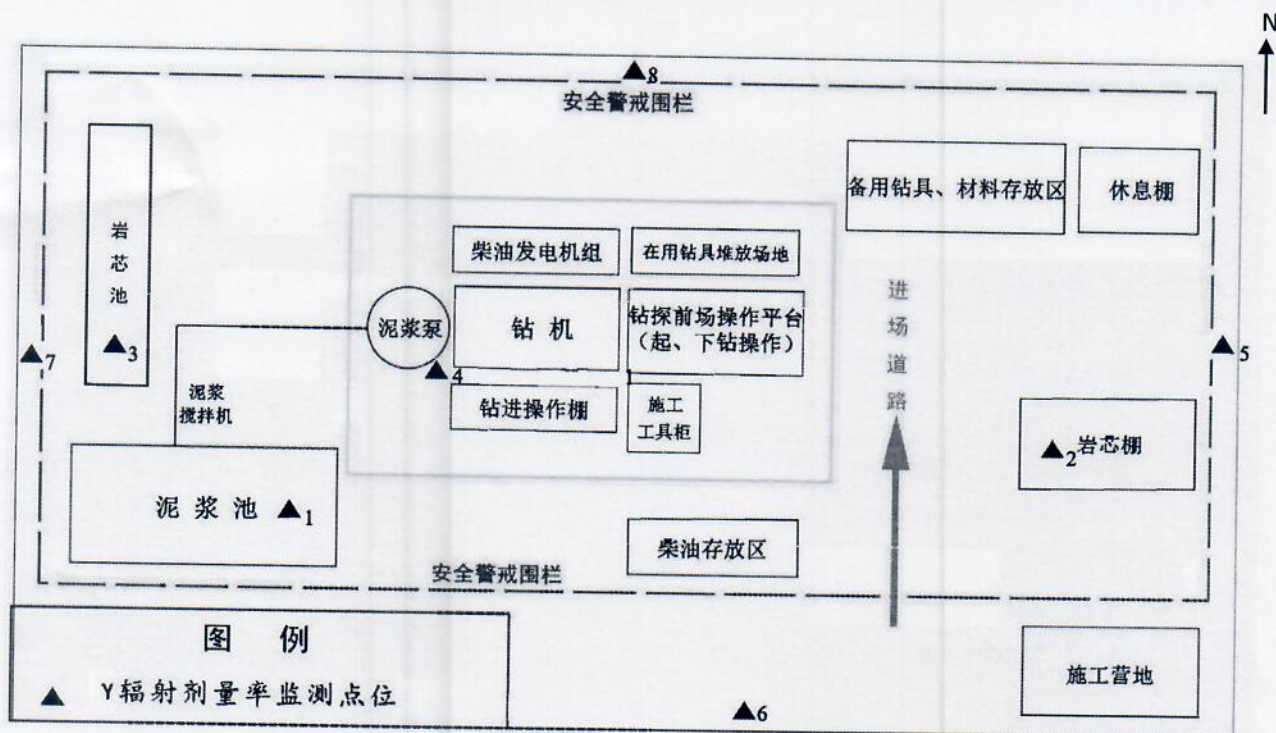 N
▲8
安全警戒围栏
备用钻具、材料存放区
休息棚
岩
芯
池
柴油发电机组
在用钻具堆放场地
进
场
道
路
泥浆泵
钻机
钻探前场操作平台
（起、下钻操作）
▲7
▲3
▲4
▲5
泥浆
搅拌机
钻进操作棚
施工
工具柜
▲2
岩芯棚
泥浆池
▲1
柴油存放区
安全警戒围栏
图例
▲ γ辐射剂量率监测点位
施工营地
▲6